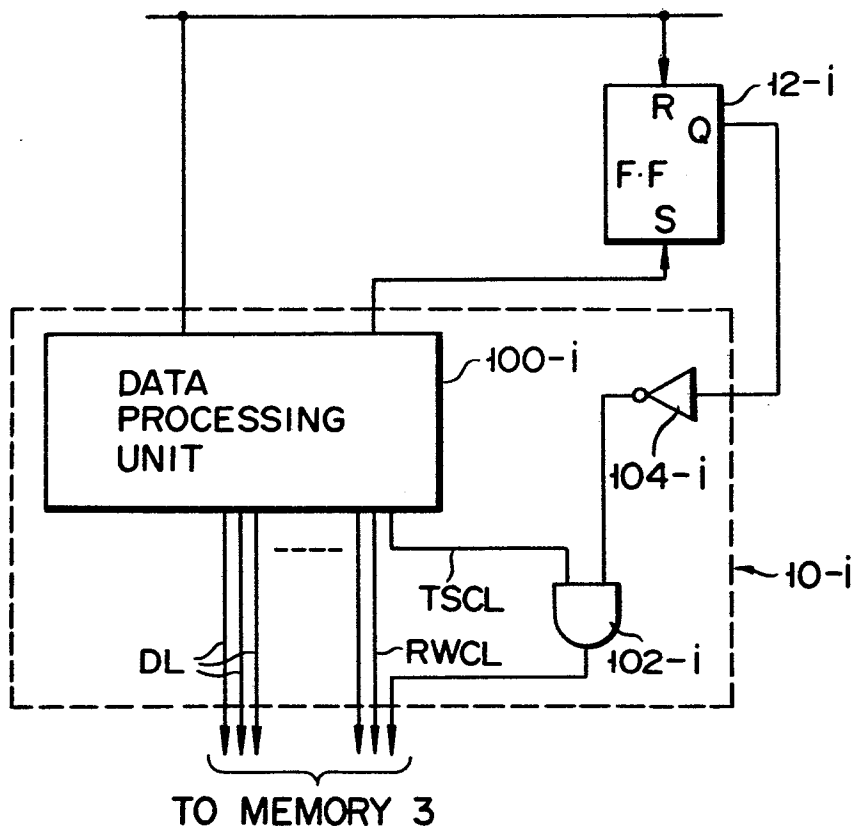 12-i
R
Q
F·F
S
100-i
DATA
PROCESSING
UNIT
104-i
TSCL
10-i
DL
RWCL
102-i
TO MEMORY 3